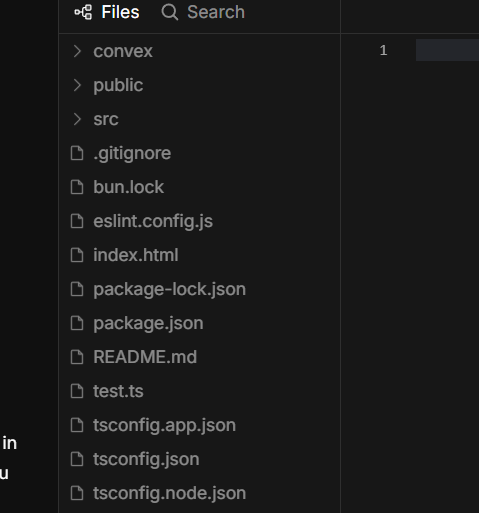 Files Search
convex
1
public
src
.gitignore
bun.lock
eslint.config.js
index.html
package-lock.json
package.json
README.md
test.ts
tsconfig.app.json
in
tsconfig.json
u
tsconfig.node.json